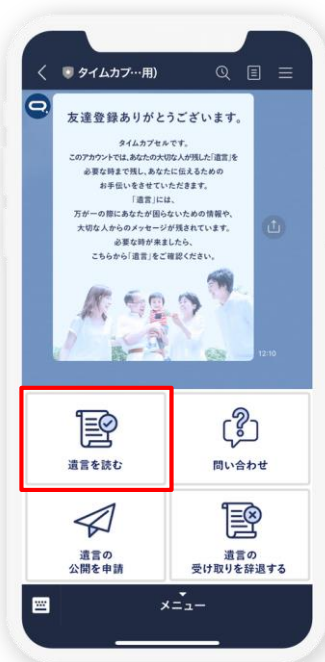 タイムカプ…用)
友達登録ありがとうございます。
タイムカプセルです。
このアカウントでは、あなたの大切な人が残した「遺言」を
必要な時まで残し、あなたに伝えるための
お手伝いをさせていただきます。
「遺言」には、
万が一の際にあなたが困らないための情報や、
大切な人からのメッセージが残されています。
必要な時が来ましたら、
こちらから「遺言」をご確認ください。
12:10
遺言を読む
問い合わせ
遺言の
公開を申請
遺言の
受け取りを辞退する
メニュー